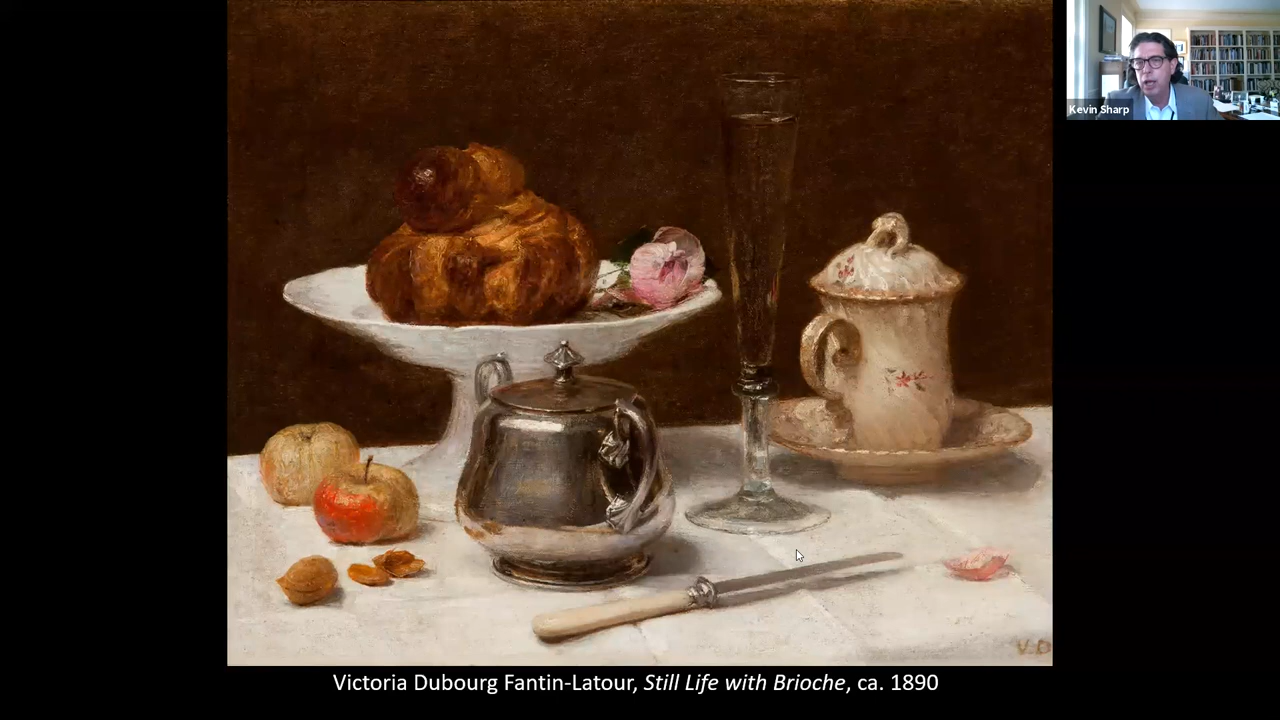 Kevin Sharp
V.D
Victoria Dubourg Fantin-Latour, Still Life with Brioche, ca. 1890